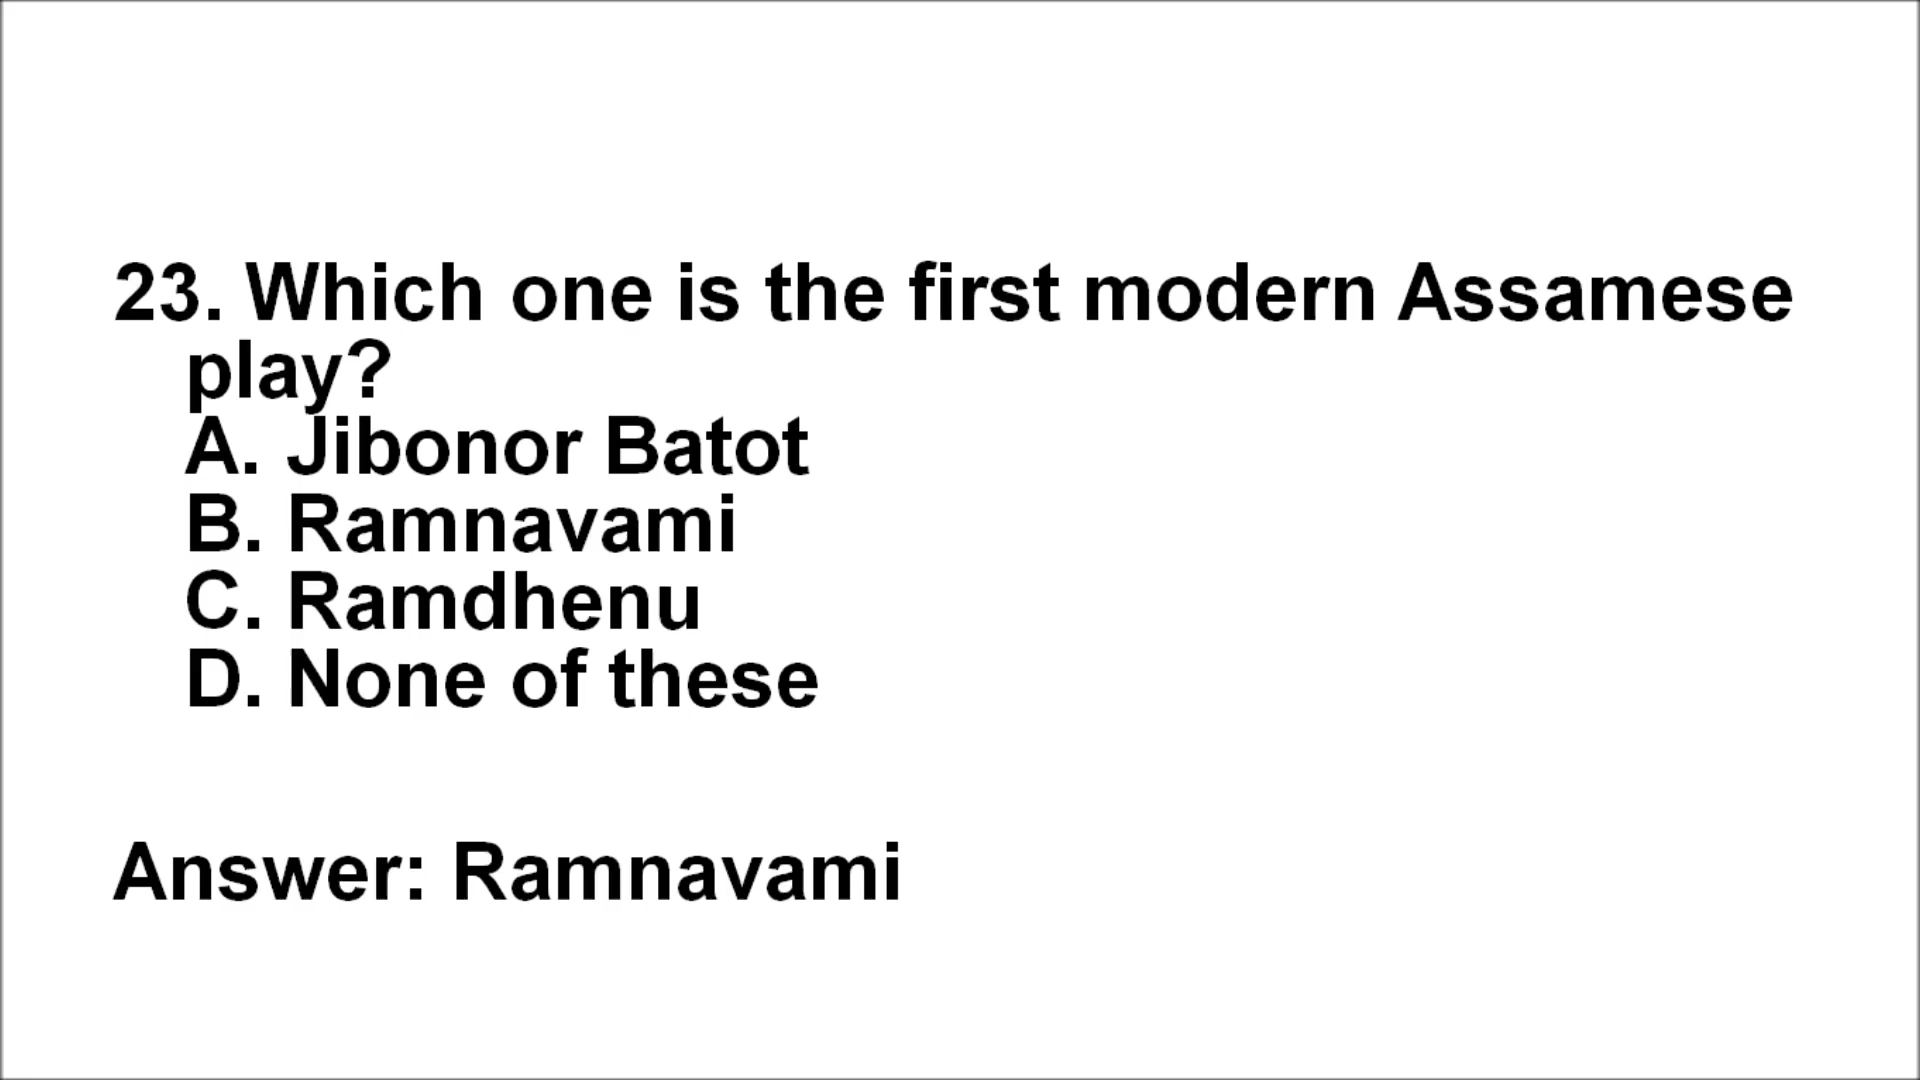 23. Which one is the first modern Assamese
play?
A. Jibonor Batot
B. Ramnavami
C. Ramdhenu
D. None of these
Answer: Ramnavami